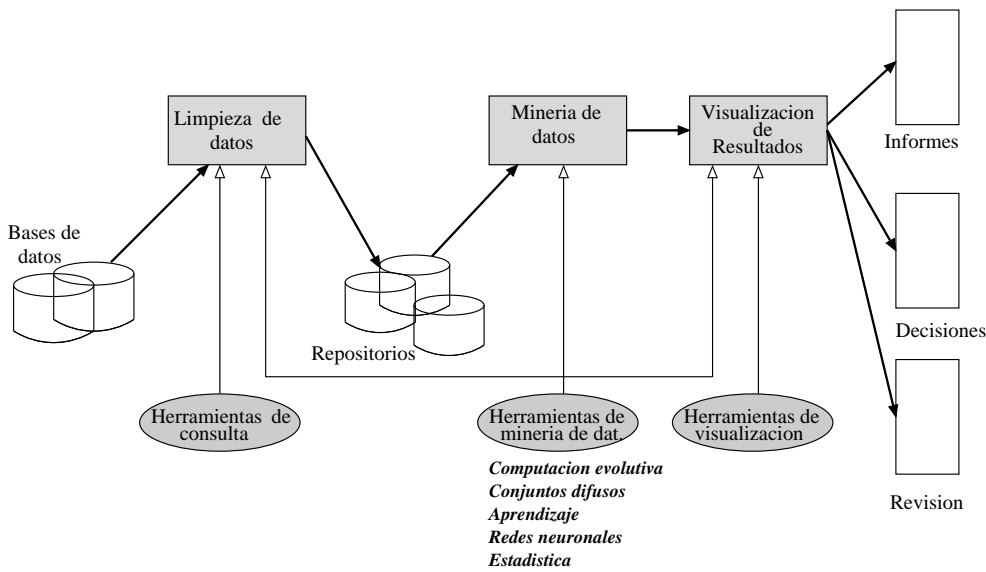 Limpieza de
datos
Mineria de
datos
Visualizacion
de
Resultados
Informes
Bases de
datos
Repositorios
Decisiones
Herramientas de
consulta
Herramientas de
mineria de dat.
Herramientas de
visualizacion
Computacion evolutiva
Conjuntos difusos
Aprendizaje
Redes neuronales
Estadistica
Revision